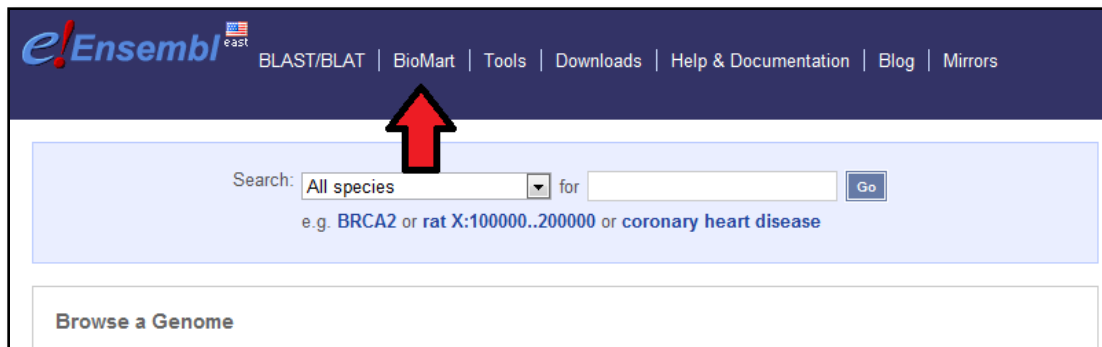 e!Ensembl east
BLAST/BLAT | BioMart | Tools | Downloads | Help & Documentation | Blog | Mirrors
Search: All species for Go
e.g. BRCA2 or rat X:100000..200000 or coronary heart disease
Browse a Genome